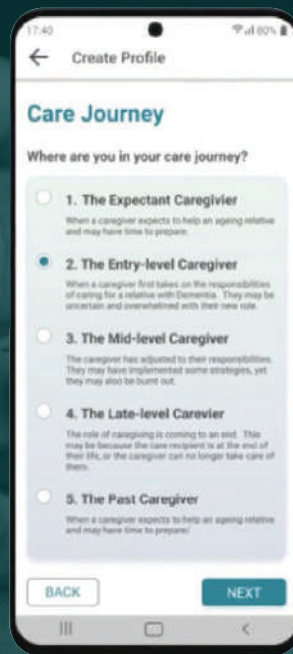 17:40
80%
Create Profile
Care Journey
Where are you in your care journey?
1. The Expectant Caregivier
When a caregiver expects to help an ageing relative
and may have time to prepare.
2. The Entry-level Caregiver
When a caregiver first takes on the responsibilities
of caring for a relative with Dementia. They may be
uncertain and overwhelmed with their new role.
3. The Mid-level Caregiver
The caregiver has adjusted to their responsibilities.
They may have implemented some strategies, yet
they may also be burnt out.
4. The Late-level Carevier
The role of caregiving is coming to an end. This
may be because the care recipient is at the end of
their life, or the caregiver can no longer take care of
them.
5. The Past Caregiver
When a caregiver expects to help an ageing relative
and may have time to prepare/
BACK
NEXT